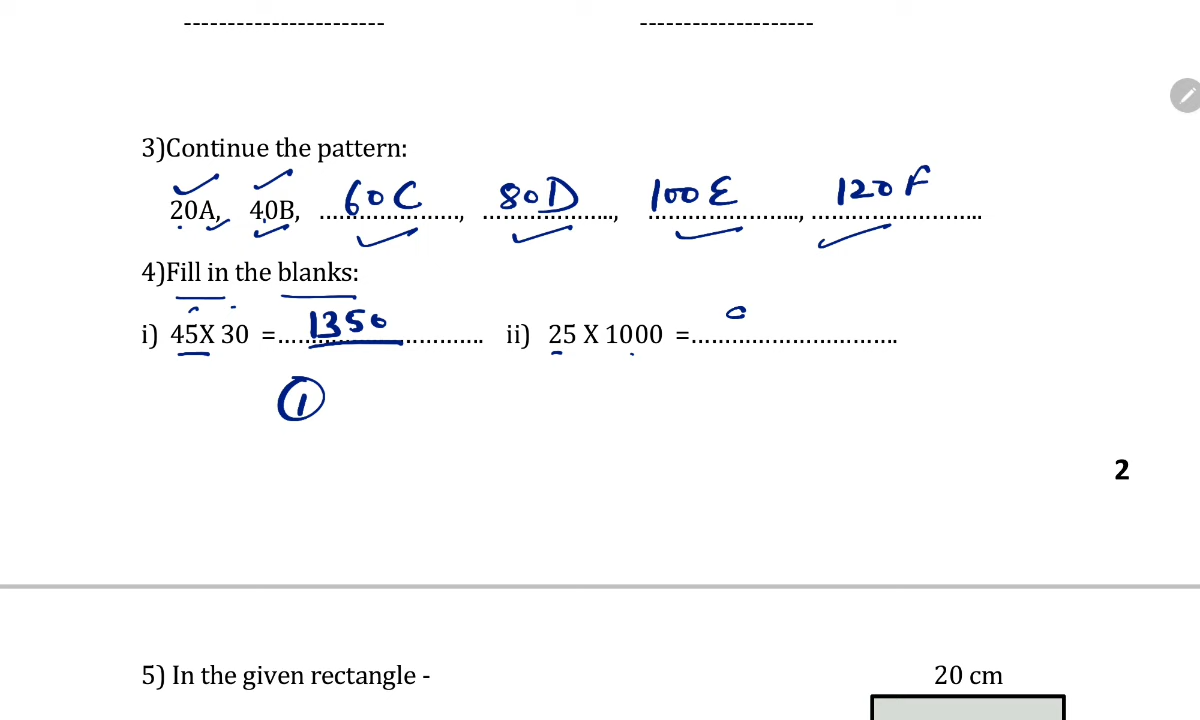 ----------------------- --------------------
3)Continue the pattern:
20A, 40B, 60C, 80D, 100E, 120F
4)Fill in the blanks:
i) 45X 30 = 1350 ii) 25 X 1000 =..............................
1
2
5) In the given rectangle - 20 cm